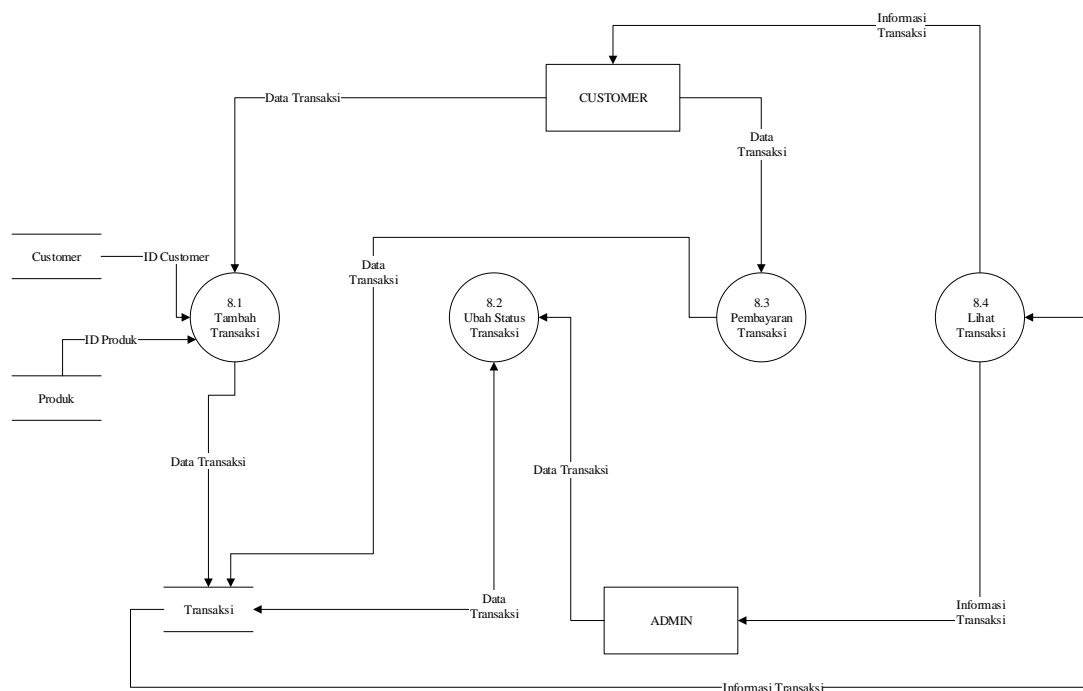 Informasi
Transaksi
CUSTOMER
Data Transaksi
Data
Transaksi
Customer
ID Customer
Data
Transaksi
8.1
Tambah
Transaksi
8.2
Ubah Status
Transaksi
8.3
Pembayaran
Transaksi
8.4
Lihat
Transaksi
ID Produk
Produk
Data Transaksi
Data Transaksi
Transaksi
Data
Transaksi
ADMIN
Informasi
Transaksi
Informasi Transaksi